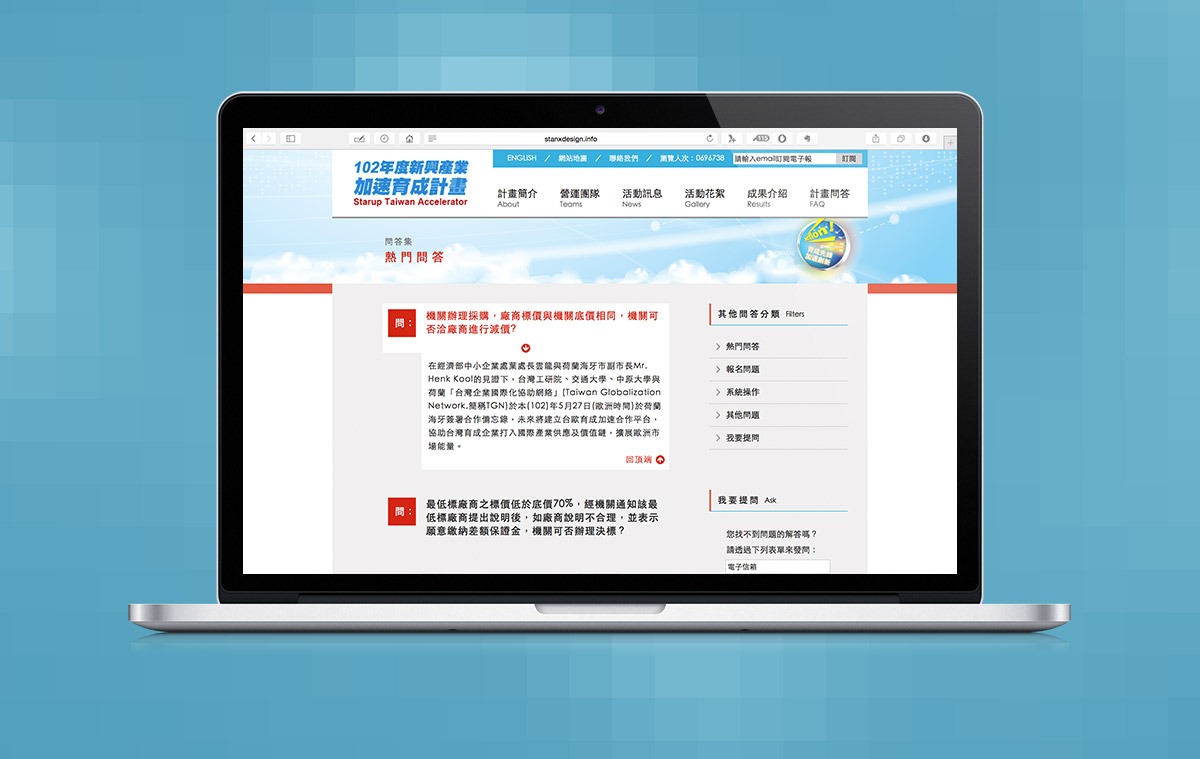 stanxdesign.info
102年度新興產業
加速育成計畫
Starup Taiwan Accelerator
ENGLISH / 網站地圖 / 聯絡我們 / 瀏覽人次：0696738 請輸入email訂閱電子報 訂閱
計畫簡介 營運團隊 活動訊息 活動花絮 成果介紹 計畫問答
About Teams News Gallery Results FAQ
問答集
熱門問答
問：
機關辦理採購，廠商標價與機關底價相同，機關可
否洽廠商進行減價?
在經濟部中小企業處葉處長雲龍與荷蘭海牙市副市長Mr.
Henk Kool的見證下，台灣工研院、交通大學、中原大學與
荷蘭「台灣企業國際化協助網絡」(Taiwan Globalization
Network,簡稱TGN)於本(102)年5月27日(歐洲時間)於荷蘭
海牙簽署合作備忘錄，未來將建立台歐育成加速合作平台，
協助台灣育成企業打入國際產業供應及價值鏈，擴展歐洲市
場能量。
回頂端
問：
最低標廠商之標價低於底價70%，經機關通知該最
低標廠商提出說明後，如廠商說明不合理，並表示
願意繳納差額保證金，機關可否辦理決標？
其他問答分類 Filters
熱門問答
報名問題
系統操作
其他問題
我要提問
我要提問 Ask
您找不到問題的解答嗎？
請透過下列表單來發問：
電子信箱